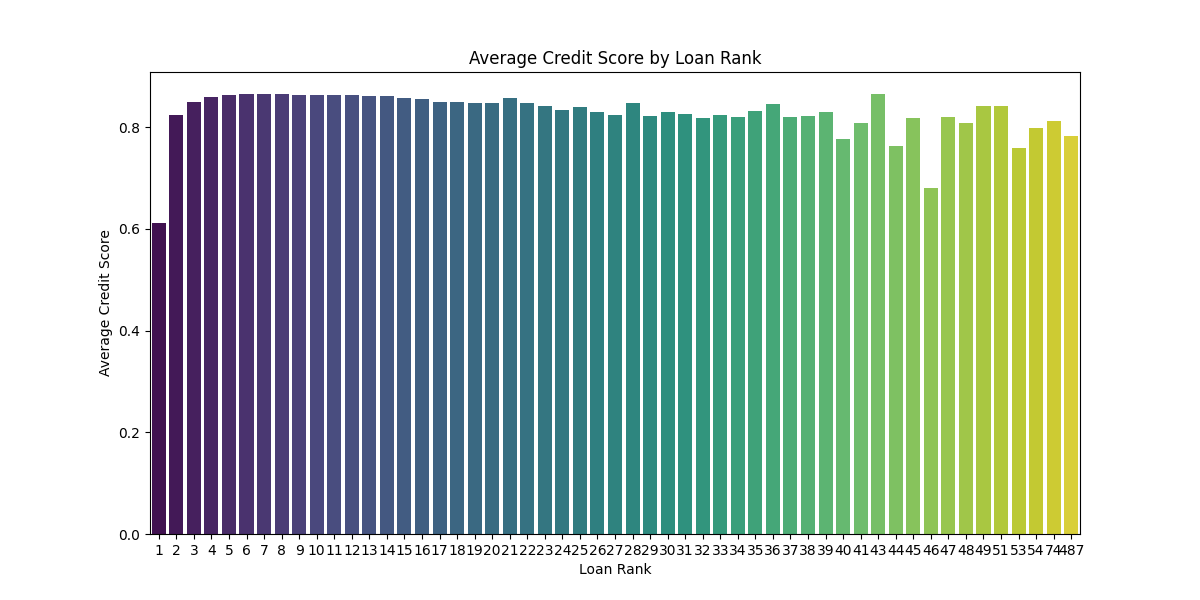 Average Credit Score by Loan Rank
Average Credit Score
0.8
0.6
0.4
0.2
0.0
1 2 3 4 5 6 7 8 9 10 11 12 13 14 15 16 17 18 19 20 21 22 23 24 25 26 27 28 29 30 31 32 33 34 35 36 37 38 39 40 41 43 44 45 46 47 48 49 51 53 54 74 487
Loan Rank